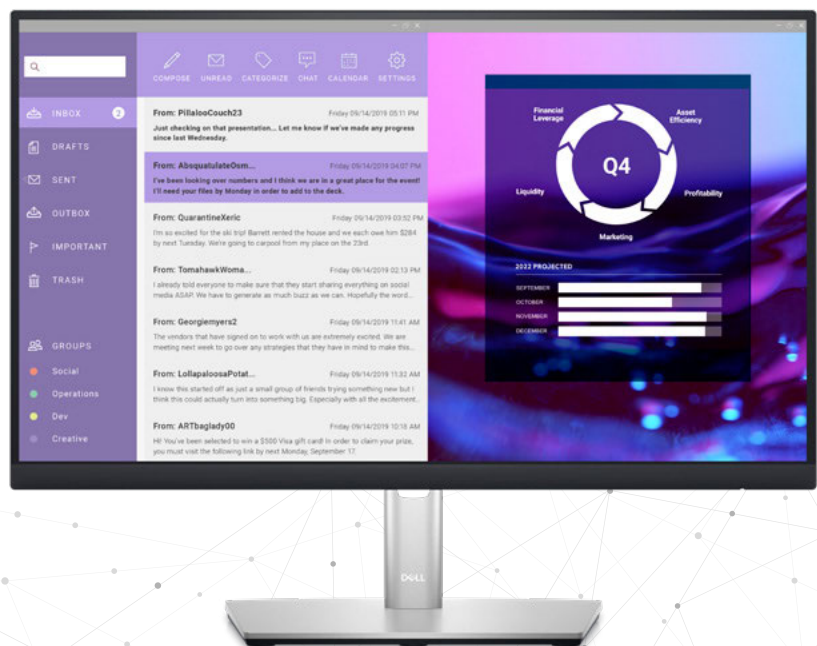 COMPOSE UNREAD CATEGORIZE CHAT CALENDAR SETTINGS
INBOX 2
DRAFTS
SENT
OUTBOX
IMPORTANT
TRASH
GROUPS
Social
Operations
Dev
Creative
From: PillalooCouch23 Friday 09/14/2019 05:11 PM
Just checking on that presentation... Let me know if we've made any progress
since last Wednesday.
From: AbsquatulateOsm... Friday 09/14/2019 04:07 PM
I've been looking over numbers and I think we are in a great place for the event!
I'll need your files by Monday in order to add to the deck.
From: QuarantineXeric Friday 09/14/2019 03:52 PM
I'm so excited for the ski trip! Barrett rented the house and we each owe him $284
by next Tuesday. We're going to carpool from my place on the 23rd.
From: TomahawkWoma... Friday 09/14/2019 02:13 PM
I already told everyone to make sure that they start sharing everything on social
media ASAP. We have to generate as much buzz as we can. Hopefully the word...
From: Georgiemyers2 Friday 09/14/2019 11:41 AM
The vendors that have signed on to work with us are extremely excited. We are
meeting next week to go over any strategies that they have in mind to make this...
From: LollapaloosaPotat... Friday 09/14/2019 11:32 AM
I know this started off as just a small group of friends trying something new but I
think this could actually turn into something big. Especially with all the excitement...
From: ARTbaglady00 Friday 09/14/2019 10:18 AM
Hi! You've been selected to win a $500 Visa gift card! In order to claim your prize,
you must visit the following link by next Monday, September 17.
Financial
Leverage
Asset
Efficiency
Q4
Liquidity
Profitability
Marketing
2022 PROJECTED
SEPTEMBER
OCTOBER
NOVEMBER
DECEMBER
DELL